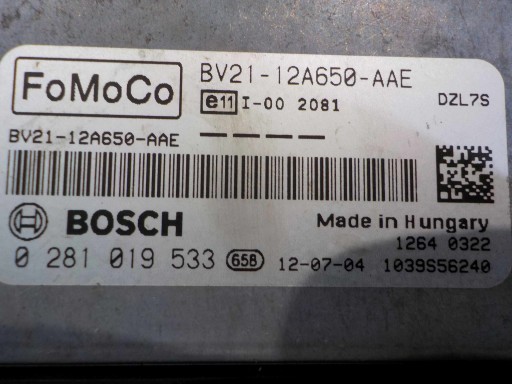 FoMoCo
BV21-12A650-AAE
e11 I-00 2081
DZL7S
BV21-12A650-AAE
BOSCH
Made in Hungary
1264 0322
0 281 019 533 658 12-07-04 1039S56240